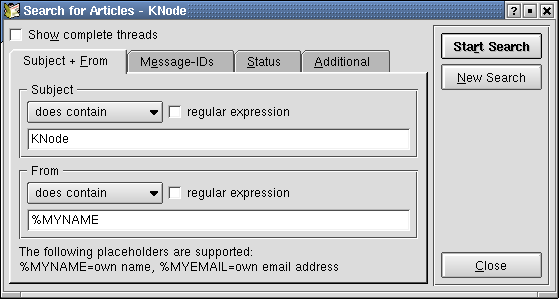 Search for Articles - KNode
Show complete threads
Subject + From
Message-IDs
Status
Additional
Subject
does contain
regular expression
KNode
From
does contain
regular expression
%MYNAME
The following placeholders are supported:
%MYNAME=own name, %MYEMAIL=own email address
Start Search
New Search
Close